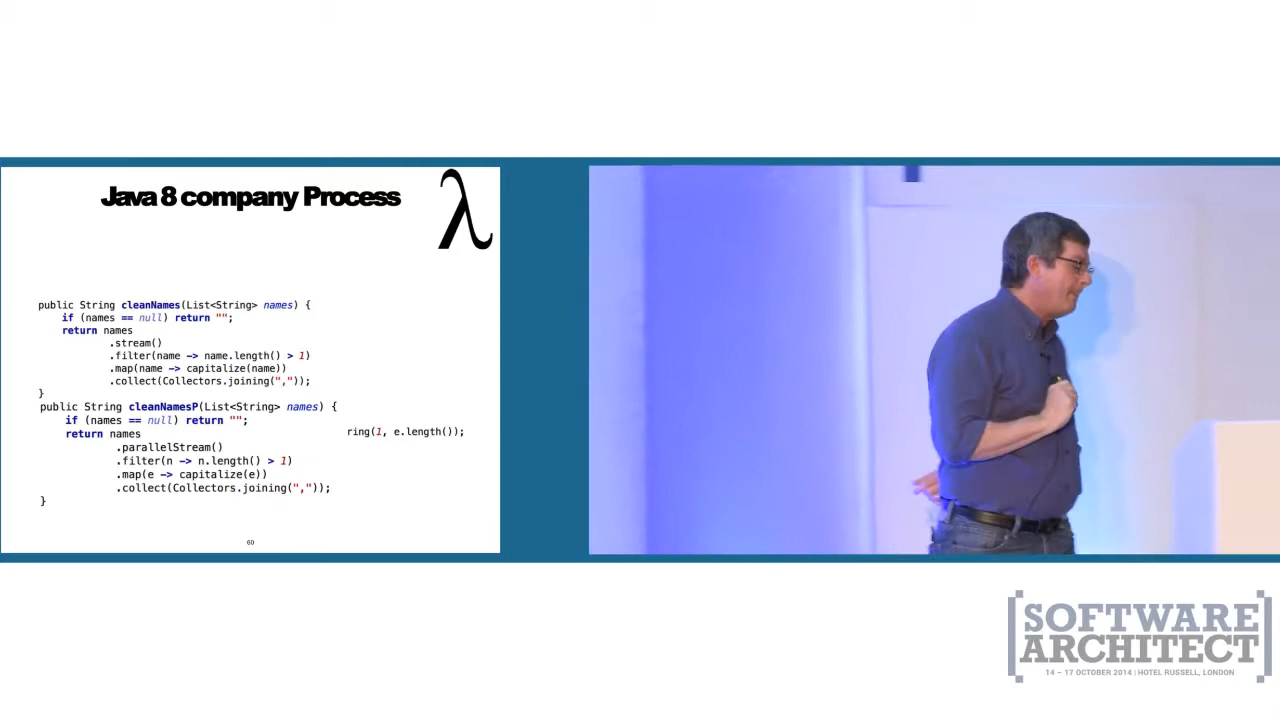 Java 8 company Process
λ
public String cleanNames(List<String> names) {
if (names == null) return "";
return names
.stream()
.filter(name -> name.length() > 1)
.map(name -> capitalize(name))
.collect(Collectors.joining(","));
}
public String cleanNamesP(List<String> names) {
if (names == null) return "";
return names
ring(1, e.length());
.parallelStream()
.filter(n -> n.length() > 1)
.map(e -> capitalize(e))
.collect(Collectors.joining(","));
}
60
[SOFTWARE
ARCHITECT]
14 – 17 OCTOBER 2014 | HOTEL RUSSELL, LONDON